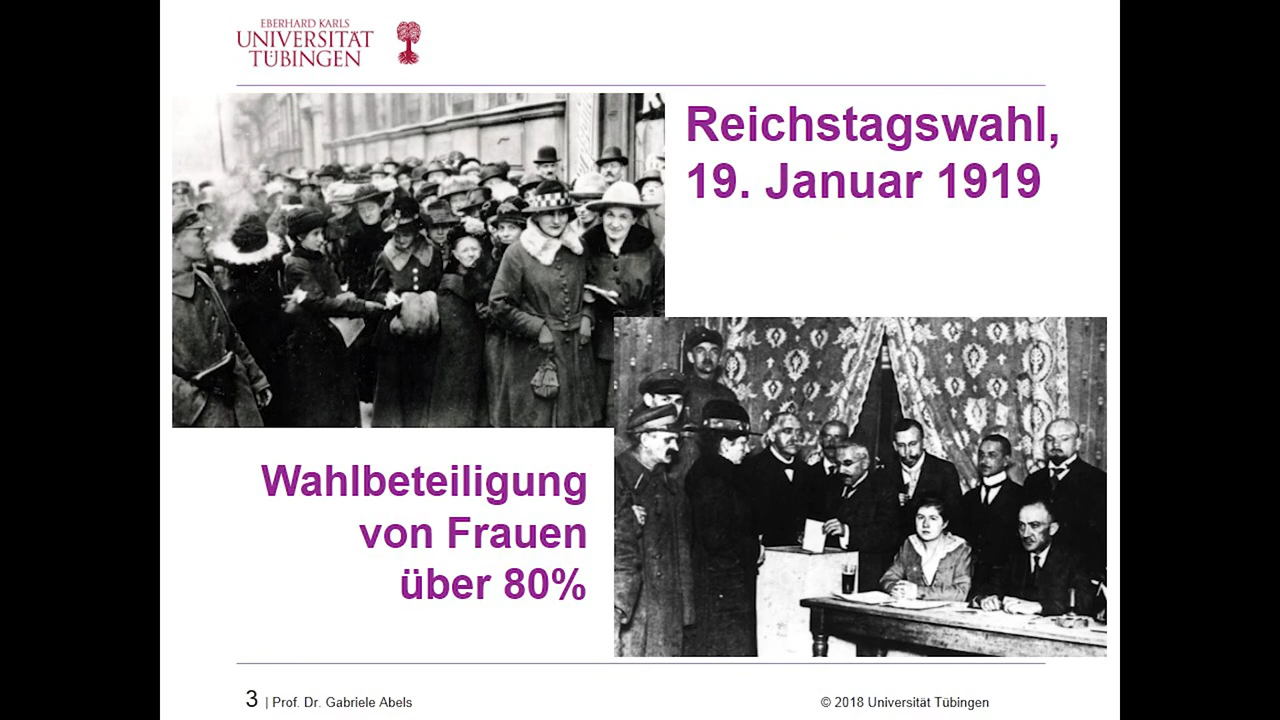 EBERHARD KARLS
UNIVERSITÄT
TÜBINGEN
Reichstagswahl,
19. Januar 1919
Wahlbeteiligung
von Frauen
über 80%
3 | Prof. Dr. Gabriele Abels
© 2018 Universität Tübingen